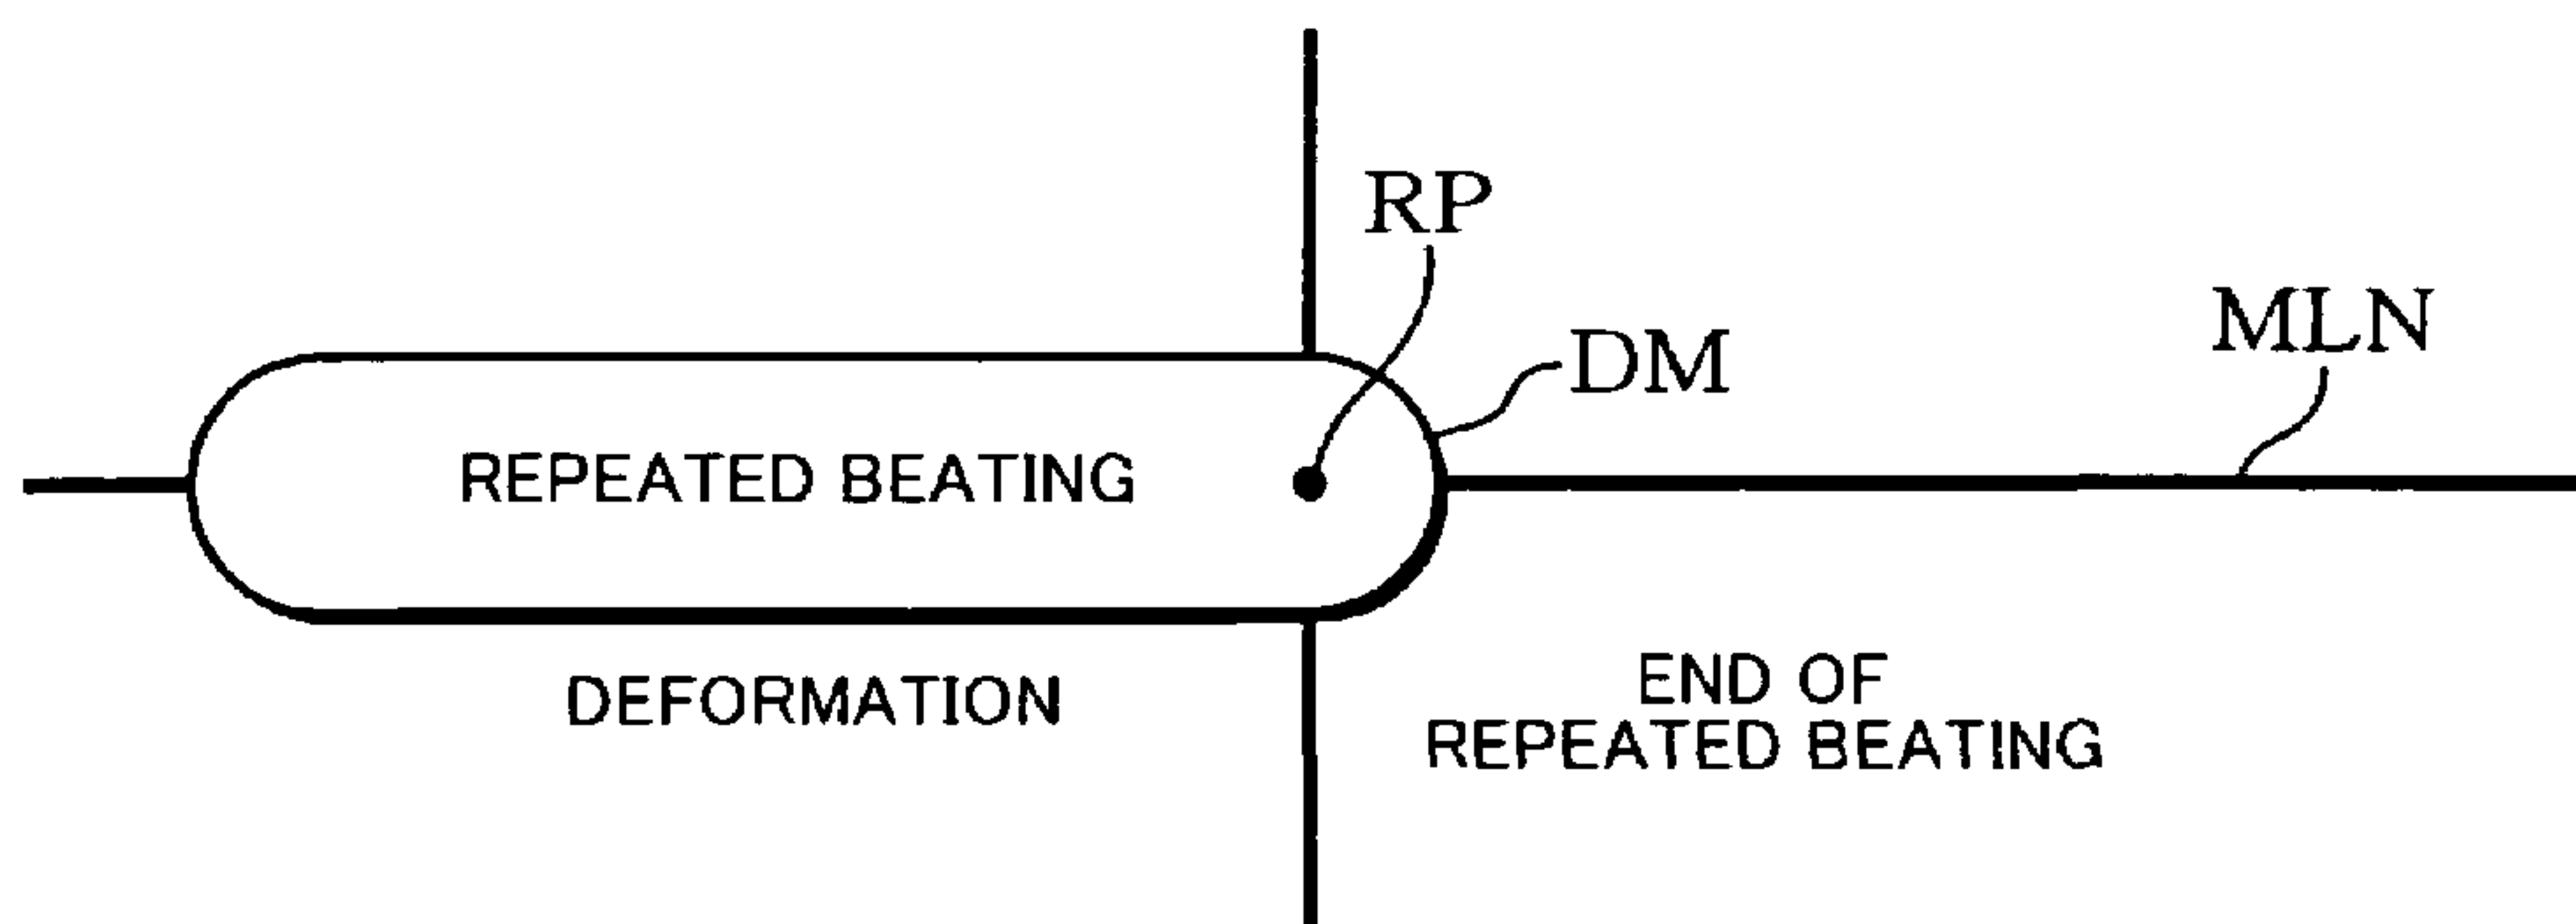 RP
DM
MLN
REPEATED BEATING
DEFORMATION
END OF
REPEATED BEATING